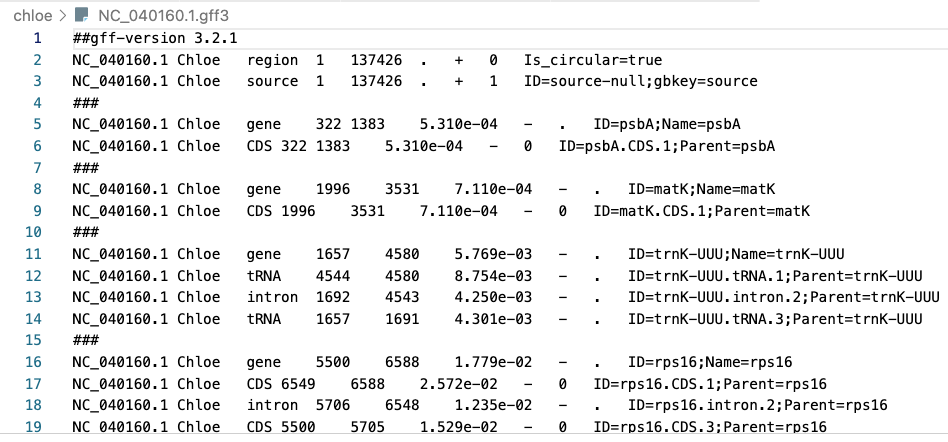 chloe > NC_040160.1.gff3
1 ##gff-version 3.2.1
2 NC_040160.1 Chloe region 1 137426 . + 0 Is_circular=true
3 NC_040160.1 Chloe source 1 137426 . + 1 ID=source-null;gbkey=source
4 ###
5 NC_040160.1 Chloe gene 322 1383 5.310e-04 - . ID=psbA;Name=psbA
6 NC_040160.1 Chloe CDS 322 1383 5.310e-04 - 0 ID=psbA.CDS.1;Parent=psbA
7 ###
8 NC_040160.1 Chloe gene 1996 3531 7.110e-04 - . ID=matK;Name=matK
9 NC_040160.1 Chloe CDS 1996 3531 7.110e-04 - 0 ID=matK.CDS.1;Parent=matK
10 ###
11 NC_040160.1 Chloe gene 1657 4580 5.769e-03 - . ID=trnK-UUU;Name=trnK-UUU
12 NC_040160.1 Chloe tRNA 4544 4580 8.754e-03 - . ID=trnK-UUU.tRNA.1;Parent=trnK-UUU
13 NC_040160.1 Chloe intron 1692 4543 4.250e-03 - . ID=trnK-UUU.intron.2;Parent=trnK-UUU
14 NC_040160.1 Chloe tRNA 1657 1691 4.301e-03 - . ID=trnK-UUU.tRNA.3;Parent=trnK-UUU
15 ###
16 NC_040160.1 Chloe gene 5500 6588 1.779e-02 - . ID=rps16;Name=rps16
17 NC_040160.1 Chloe CDS 6549 6588 2.572e-02 - 0 ID=rps16.CDS.1;Parent=rps16
18 NC_040160.1 Chloe intron 5706 6548 1.235e-02 - . ID=rps16.intron.2;Parent=rps16
19 NC_040160.1 Chloe CDS 5500 5705 1.529e-02 - 0 ID=rps16.CDS.3;Parent=rps16